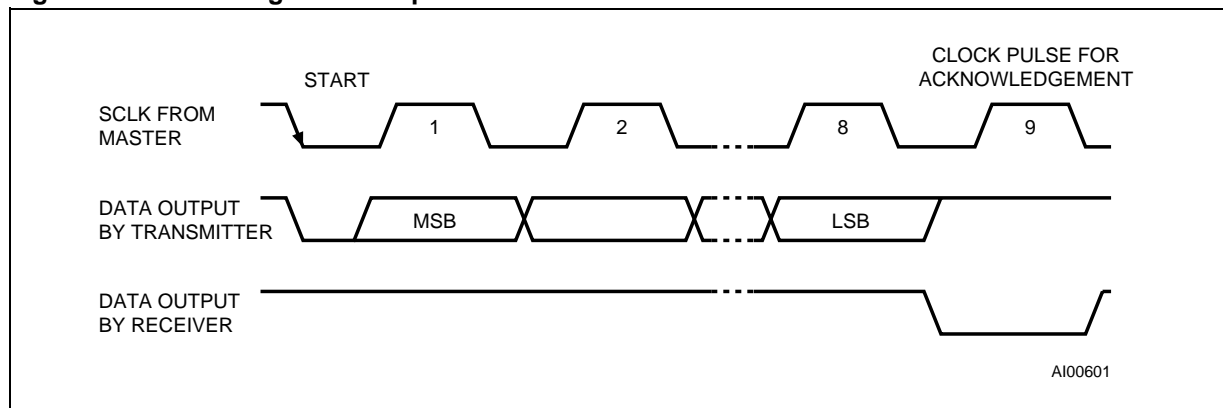 START
CLOCK PULSE FOR
ACKNOWLEDGEMENT
SCLK FROM
MASTER
1
2
8
9
DATA OUTPUT
BY TRANSMITTER
MSB
LSB
DATA OUTPUT
BY RECEIVER
AI00601